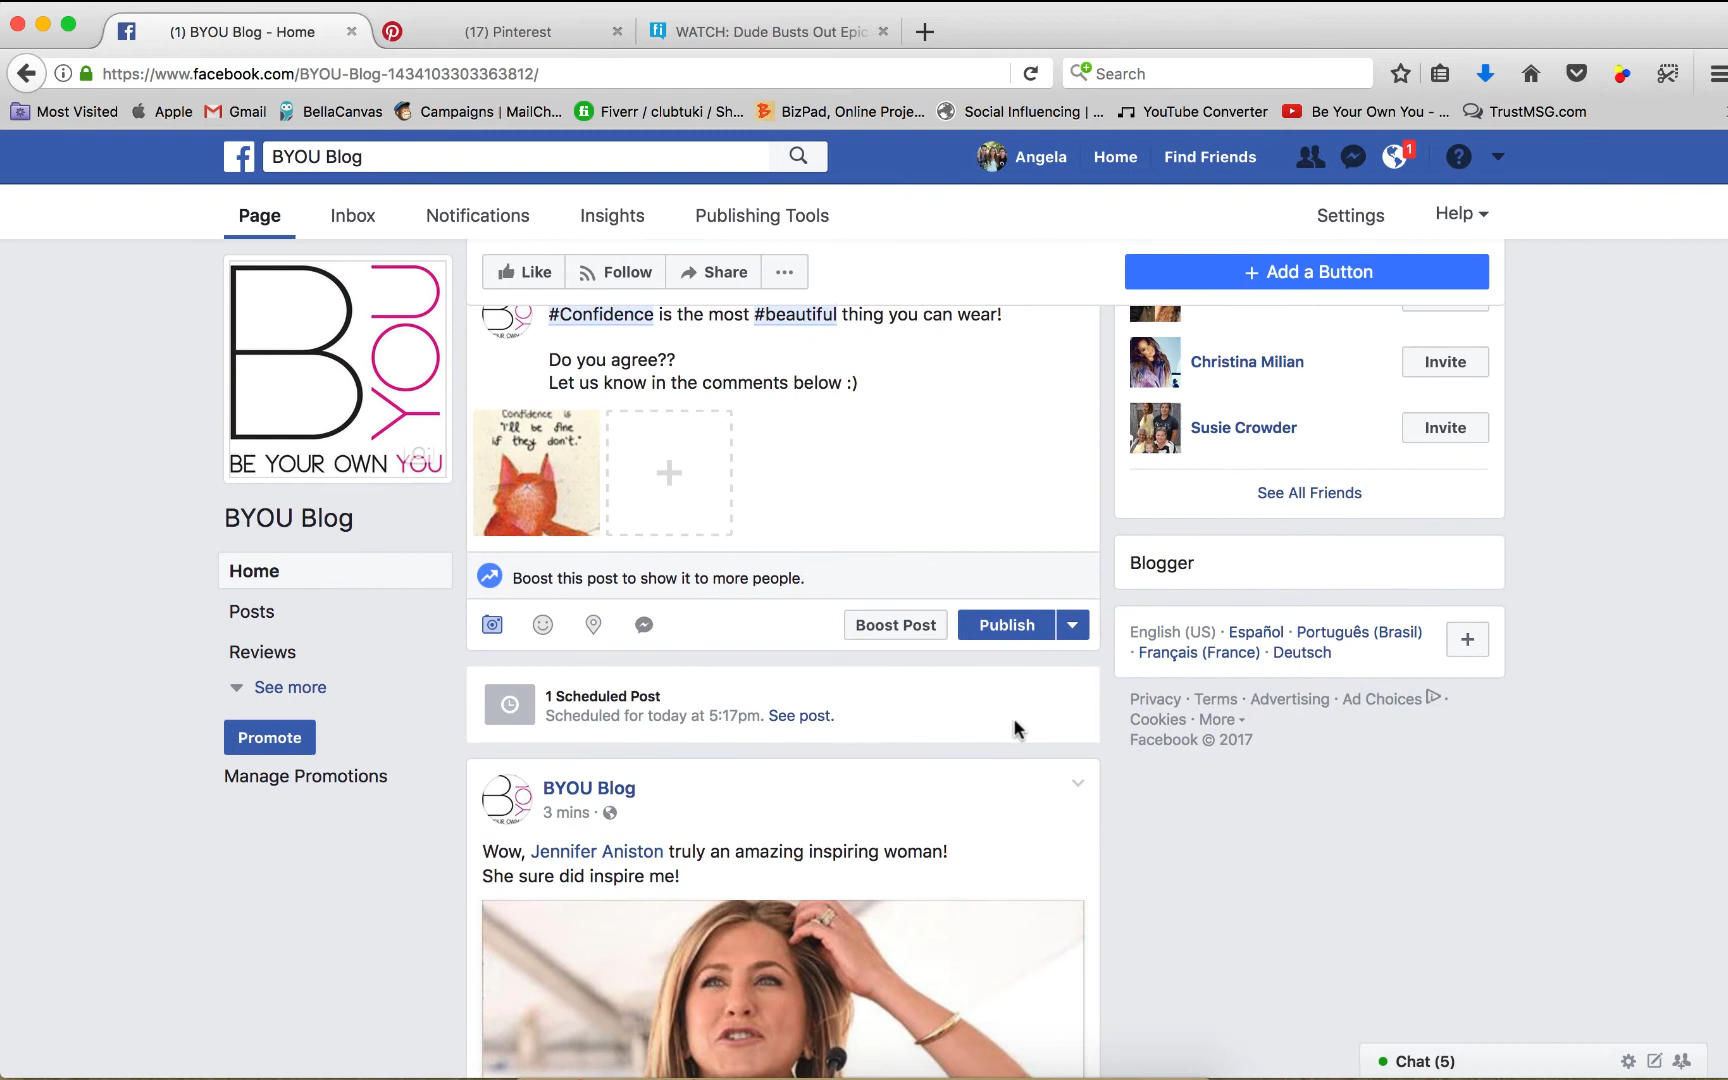 (1) BYOU Blog - Home
(17) Pinterest
WATCH: Dude Busts Out Epic
https://www.facebook.com/BYOU-Blog-1434103303363812/
Search
Most Visited
Apple
Gmail
BellaCanvas
Campaigns | MailCh...
Fiverr / clubtuki / Sh...
BizPad, Online Proje...
Social Influencing | ...
YouTube Converter
Be Your Own You - ...
TrustMSG.com
BYOU Blog
Angela
Home
Find Friends
1
Page
Inbox
Notifications
Insights
Publishing Tools
Settings
Help
Like
Follow
Share
+ Add a Button
BYOU
BE YOUR OWN YOU
BYOU Blog
Home
Posts
Reviews
See more
Promote
Manage Promotions
#Confidence is the most #beautiful thing you can wear!
Do you agree??
Let us know in the comments below :)
Confidence is
"I'll be fine
if they don't."
Boost this post to show it to more people.
Boost Post
Publish
1 Scheduled Post
Scheduled for today at 5:17pm. See post.
BYOU Blog
3 mins ·
Wow, Jennifer Aniston truly an amazing inspiring woman!
She sure did inspire me!
Christina Milian
Invite
Susie Crowder
Invite
See All Friends
Blogger
English (US) · Español · Português (Brasil)
· Français (France) · Deutsch
Privacy · Terms · Advertising · Ad Choices ·
Cookies · More
Facebook © 2017
Chat (5)